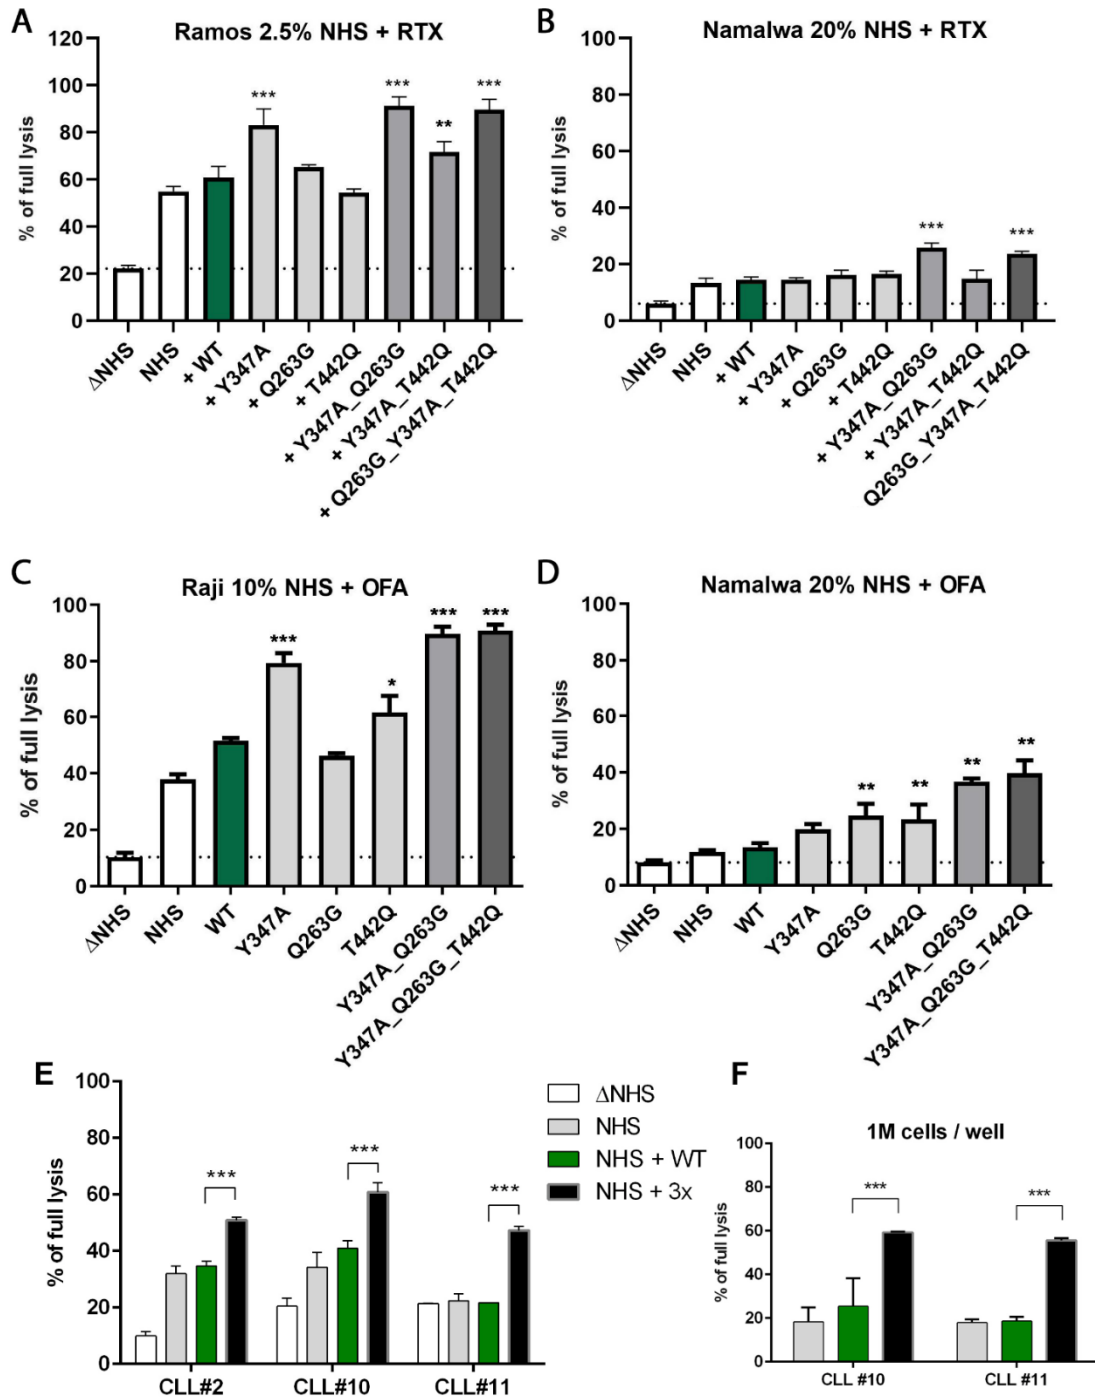 A
Ramos 2.5% NHS + RTX
% of full lysis
120
100
80
60
40
20
0
***
***
**
***
ΔNHS
NHS
+ WT
+ Y347A
+ Q263G
+ T442Q
+ Y347A_Q263G
+ Y347A_T442Q
+ Q263G_Y347A_T442Q
B
Namalwa 20% NHS + RTX
% of full lysis
100
80
60
40
20
0
***
***
ΔNHS
NHS
+ WT
+ Y347A
+ Q263G
+ T442Q
+ Y347A_Q263G
+ Y347A_T442Q
Q263G_Y347A_T442Q
C
Raji 10% NHS + OFA
% of full lysis
100
80
60
40
20
0
***
*
***
***
ΔNHS
NHS
WT
Y347A
Q263G
T442Q
Y347A_Q263G
Y347A_Q263G_T442Q
D
Namalwa 20% NHS + OFA
% of full lysis
100
80
60
40
20
0
**
**
**
**
ΔNHS
NHS
WT
Y347A
Q263G
T442Q
Y347A_Q263G
Y347A_Q263G_T442Q
E
% of full lysis
100
80
60
40
20
0
***
***
***
CLL#2
CLL#10
CLL#11
ΔNHS
NHS
NHS + WT
NHS + 3x
F
1M cells / well
% of full lysis
100
80
60
40
20
0
***
***
CLL #10
CLL #11